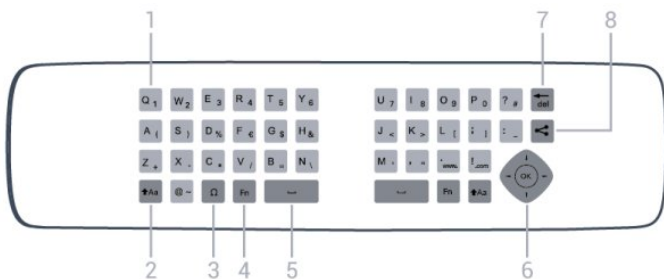 1 7 8
Q 1 W 2 E 3 R 4 T 5 Y 6 U 7 I 8 O 9 P 0 ? # del
A ( S ) D % F € G $ H & J < K > L [ ; ] : _
Z + X - C * V / B = N \ M ' , " . www. ! .com
Aa @ ~ Ω Fn Fn Aa OK
2 3 4 5 6